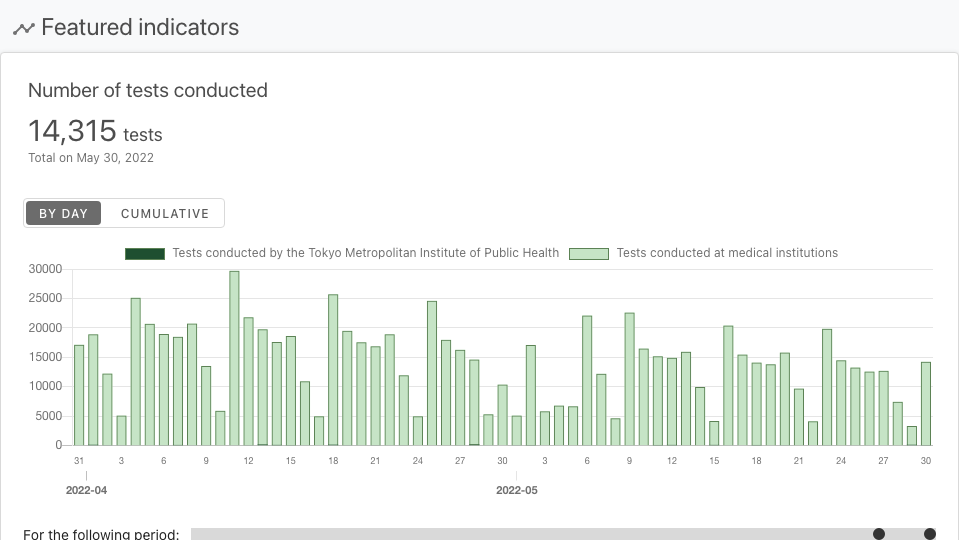 Featured indicators
Number of tests conducted
14,315 tests
Total on May 30, 2022
BY DAY CUMULATIVE
Tests conducted by the Tokyo Metropolitan Institute of Public Health Tests conducted at medical institutions
30000
25000
20000
15000
10000
5000
0
31 3 6 9 12 15 18 21 24 27 30 3 6 9 12 15 18 21 24 27 30
2022-04 2022-05
For the following period: